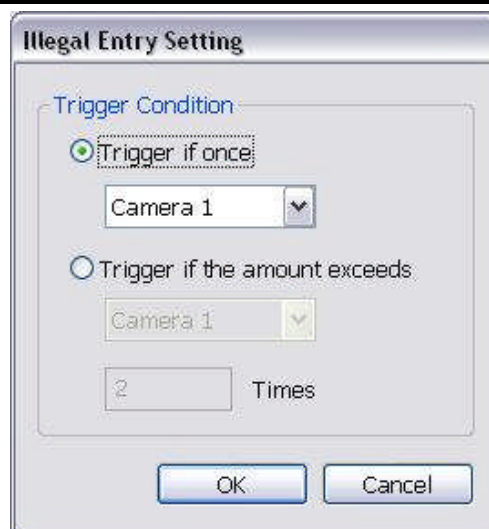 Illegal Entry Setting
Trigger Condition
Trigger if once
Camera 1
Trigger if the amount exceeds
Camera 1
2 Times
OK Cancel